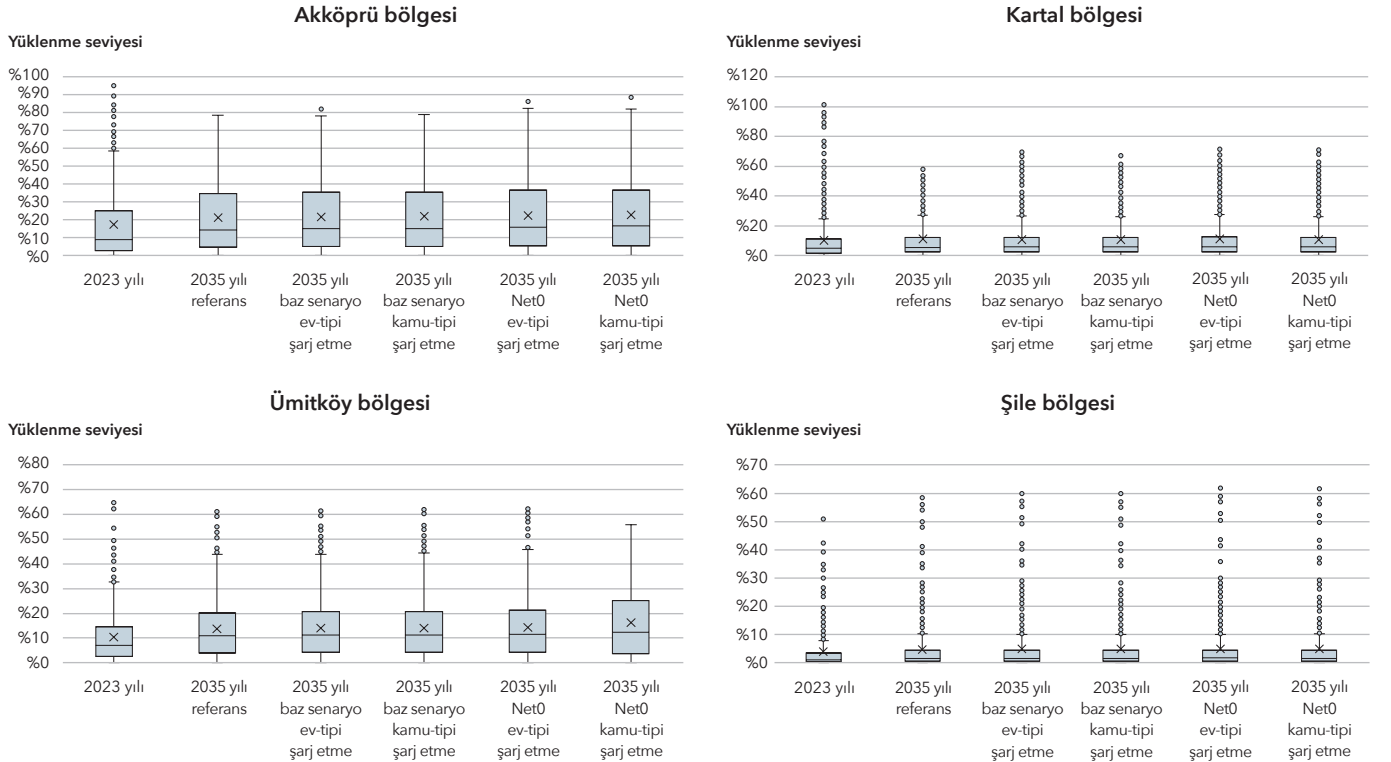 Akköprü bölgesi
Yüklenme seviyesi
%100
%90
%80
%70
%60
%50
%40
%30
%20
%10
%0
2023 yılı
2035 yılı
referans
2035 yılı
baz senaryo
ev-tipi
şarj etme
2035 yılı
baz senaryo
kamu-tipi
şarj etme
2035 yılı
Net0
ev-tipi
şarj etme
2035 yılı
Net0
kamu-tipi
şarj etme
Kartal bölgesi
Yüklenme seviyesi
%120
%100
%80
%60
%40
%20
%0
2023 yılı
2035 yılı
referans
2035 yılı
baz senaryo
ev-tipi
şarj etme
2035 yılı
baz senaryo
kamu-tipi
şarj etme
2035 yılı
Net0
ev-tipi
şarj etme
2035 yılı
Net0
kamu-tipi
şarj etme
Ümitköy bölgesi
Yüklenme seviyesi
%80
%70
%60
%50
%40
%30
%20
%10
%0
2023 yılı
2035 yılı
referans
2035 yılı
baz senaryo
ev-tipi
şarj etme
2035 yılı
baz senaryo
kamu-tipi
şarj etme
2035 yılı
Net0
ev-tipi
şarj etme
2035 yılı
Net0
kamu-tipi
şarj etme
Şile bölgesi
Yüklenme seviyesi
%70
%60
%50
%40
%30
%20
%10
%0
2023 yılı
2035 yılı
referans
2035 yılı
baz senaryo
ev-tipi
şarj etme
2035 yılı
baz senaryo
kamu-tipi
şarj etme
2035 yılı
Net0
ev-tipi
şarj etme
2035 yılı
Net0
kamu-tipi
şarj etme